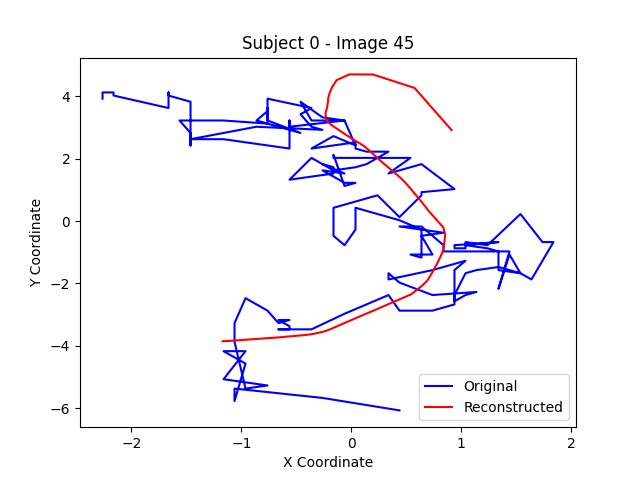 Subject 0 - Image 45
Y Coordinate
4
2
0
−2
−4
−6
−2
−1
0
1
2
X Coordinate
Original
Reconstructed